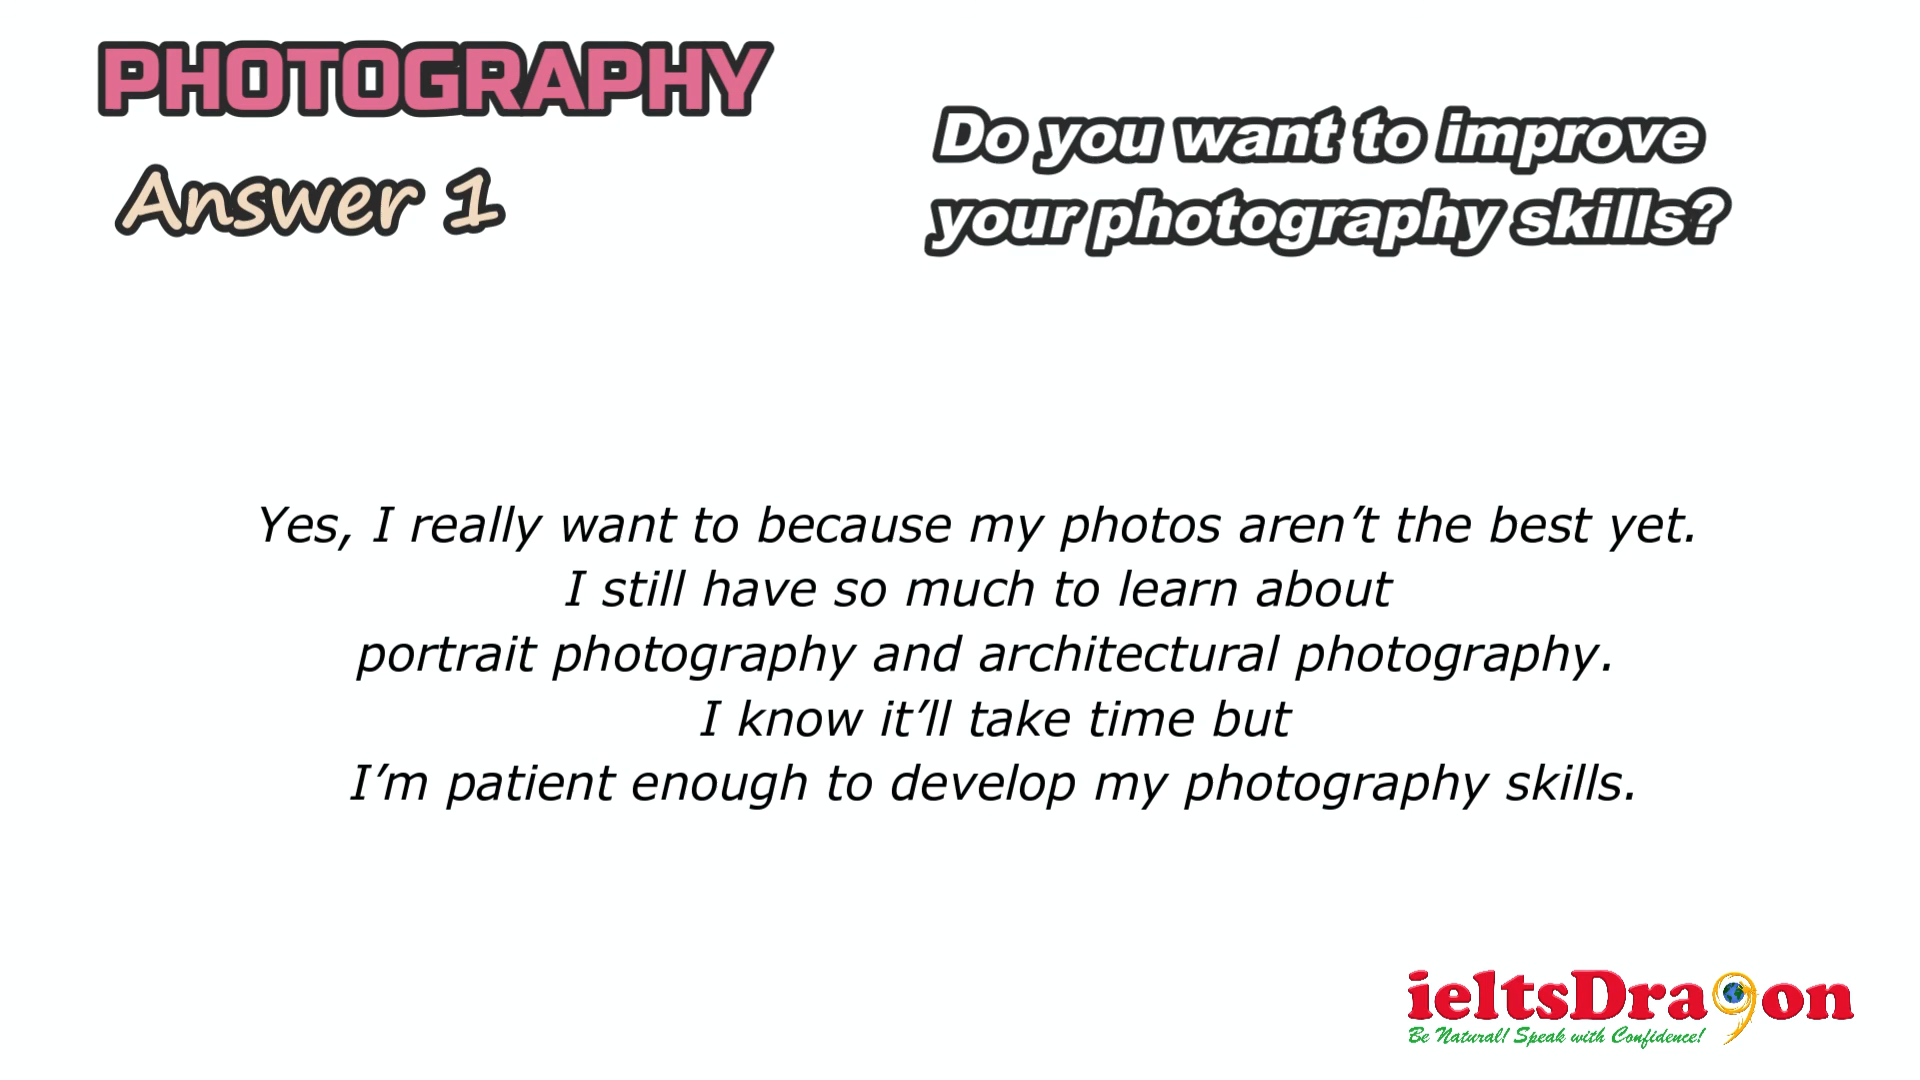 PHOTOGRAPHY
Answer 1
Do you want to improve
your photography skills?
Yes, I really want to because my photos aren’t the best yet.
I still have so much to learn about
portrait photography and architectural photography.
I know it’ll take time but
I’m patient enough to develop my photography skills.
ieltsDra9on
Be Natural! Speak with Confidence!